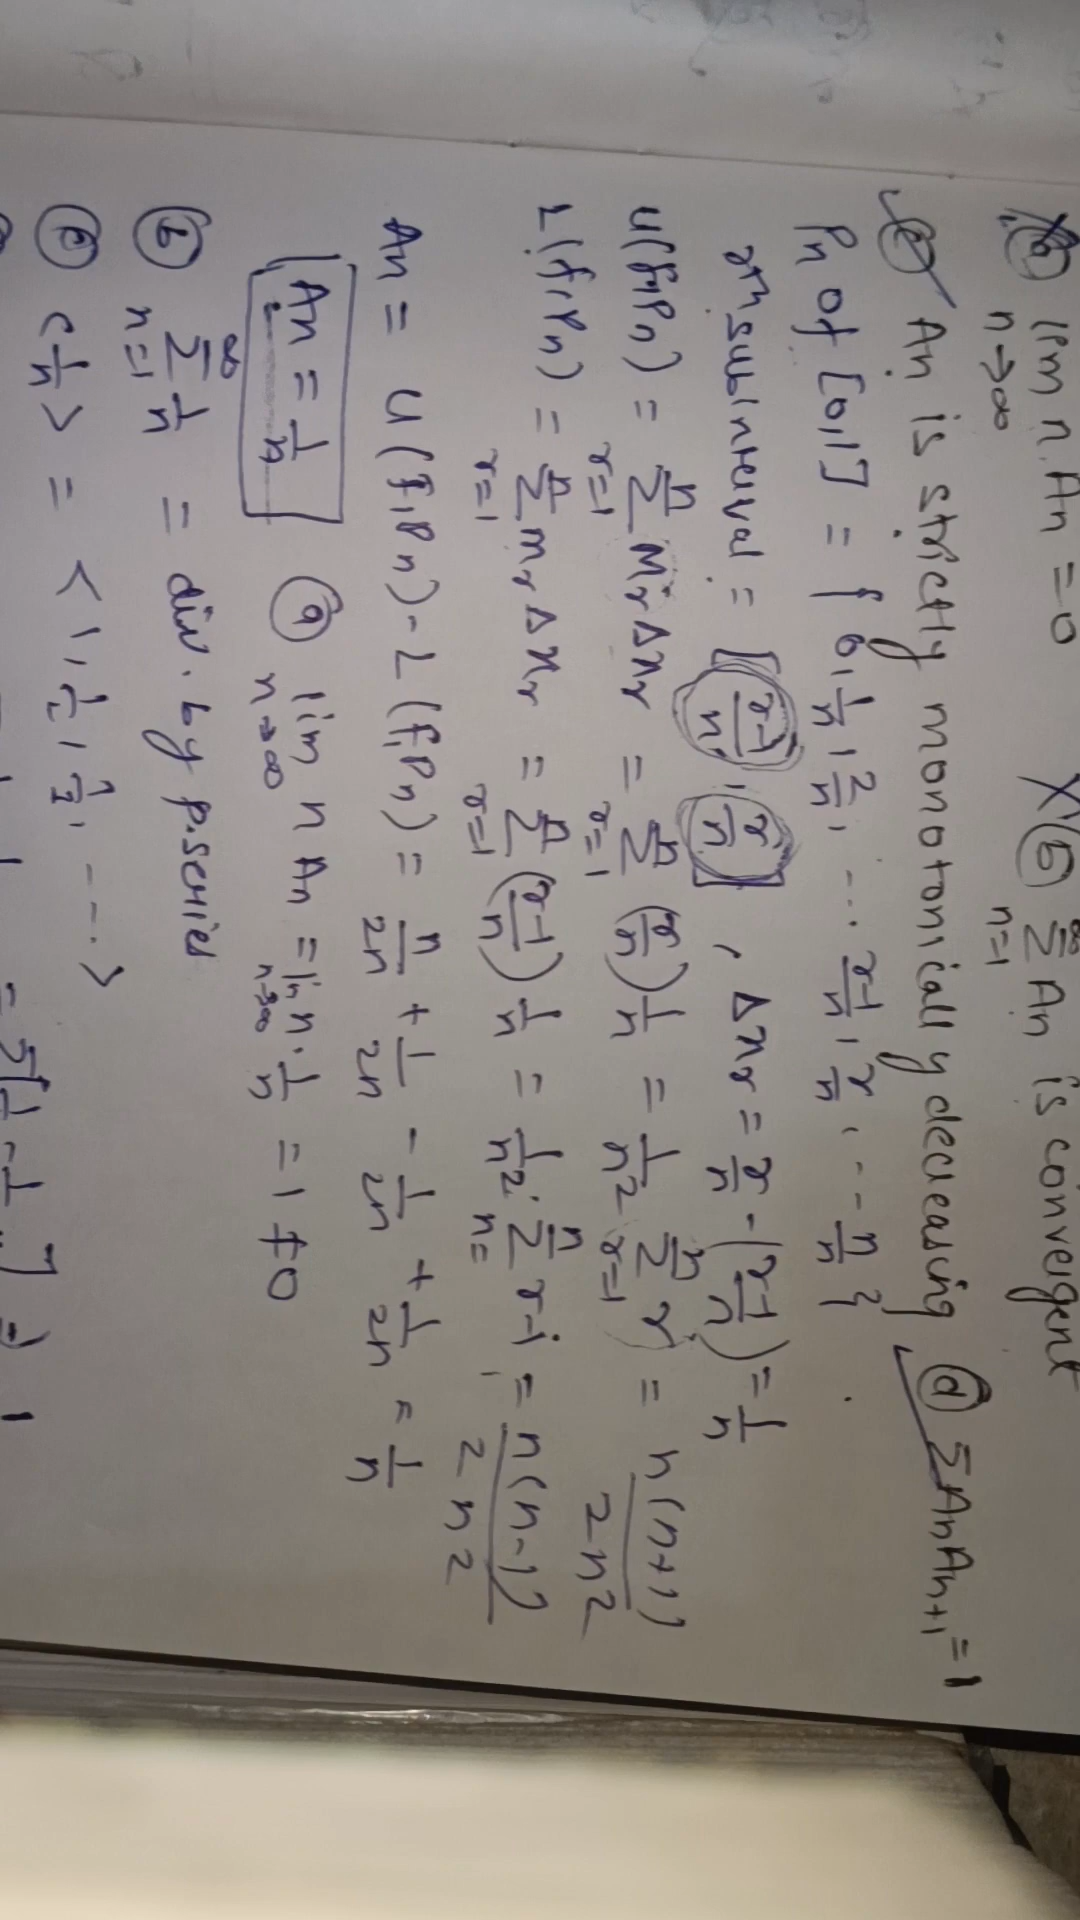 (a) lim n→∞ n.An = 0 X (b) ∞ Σ n=1 An is convergent
(c) An is strictly monotonically decreasing (d) ΣAnAn+1 = 1
Pn of [0,1] = { 0, 1/n, 2/n, ... r-1/n, r/n, -- n/n }
rth subinterval = [r-1/n, r/n], Δxr = r/n - (r-1/n) = 1/n
U(f,Pn) = n Σ r=1 Mr Δxr = n Σ r=1 (r/n) 1/n = 1/n² n Σ r=1 r = n(n+1)/2n²
L(f,Pn) = n Σ r=1 mr Δxr = n Σ r=1 (r-1/n) 1/n = 1/n². n Σ n= r-1 = n(n-1)/2n²
An = U(f,Pn) - L(f,Pn) = n/2n + 1/2n - 1/2n + 1/2n = 1/n
An = 1/n (a) lim n→∞ n An = lim n→∞ n. 1/n = 1 ≠ 0
(b) ∞ Σ n=1 1/n = div. by p.series
(c) <1/n> = <1, 1/2, 1/3, ---->
= Σ[1/n - 1/